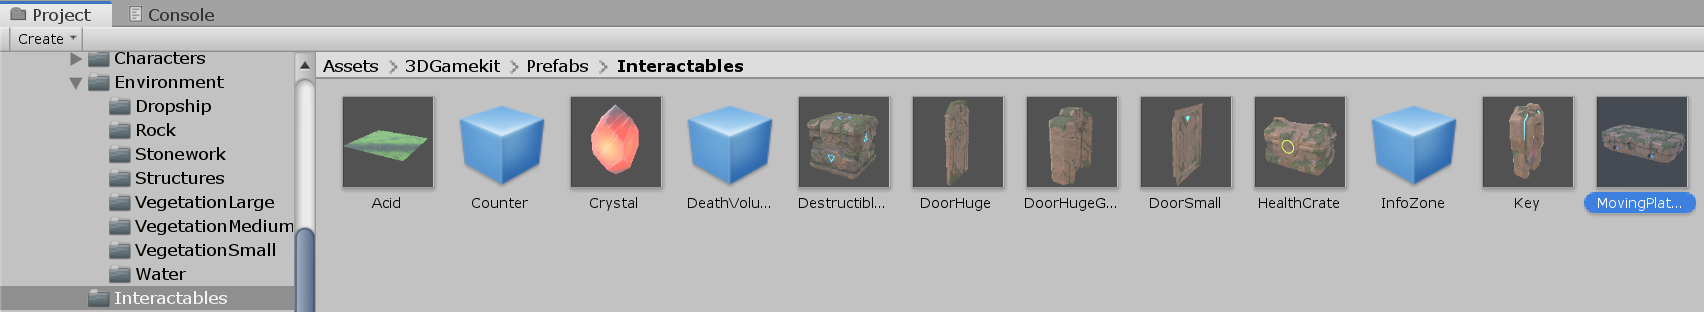 Project
Console
Create
Characters
Environment
Dropship
Rock
Stonework
Structures
VegetationLarge
VegetationMedium
VegetationSmall
Water
Interactables
Assets > 3DGamekit > Prefabs > Interactables
Acid
Counter
Crystal
DeathVolu...
Destructibl...
DoorHuge
DoorHugeG...
DoorSmall
HealthCrate
InfoZone
Key
MovingPlat...